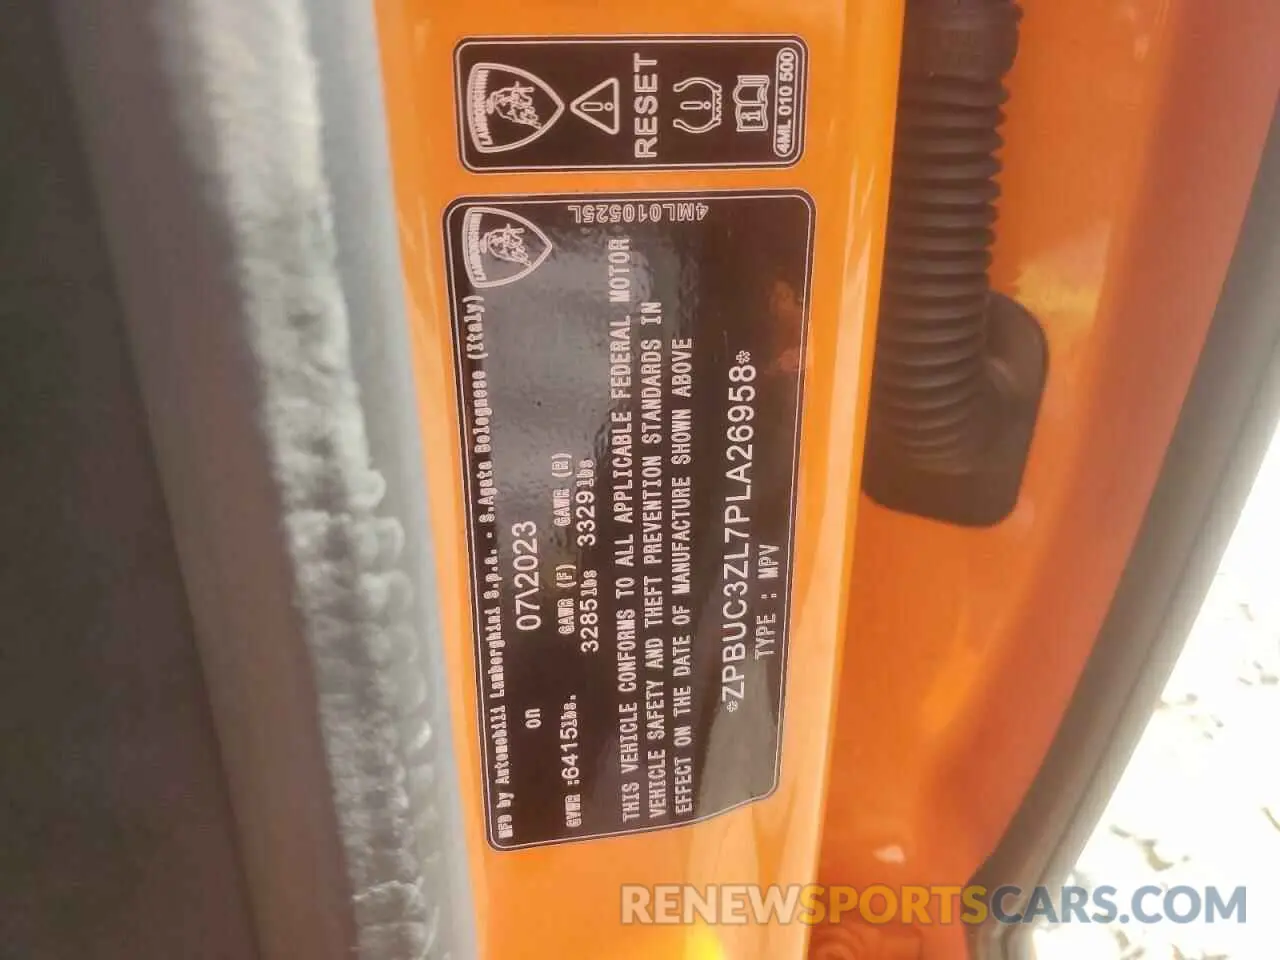 LAMBORGHINI
RESET
4ML 010 500
LAMBORGHINI
4ML010525L
MFD by Automobili Lamborghini S.p.a. - S.Agata Bolognese (Italy)
on 07\2023
GVWR :6415lbs. GAWR (F) GAWR (R)
3285lbs 3329lbs
THIS VEHICLE CONFORMS TO ALL APPLICABLE FEDERAL MOTOR
VEHICLE SAFETY AND THEFT PREVENTION STANDARDS IN
EFFECT ON THE DATE OF MANUFACTURE SHOWN ABOVE
*ZPBUC3ZL7PLA26958*
TYPE : MPV
RENEWSPORTSCARS.COM